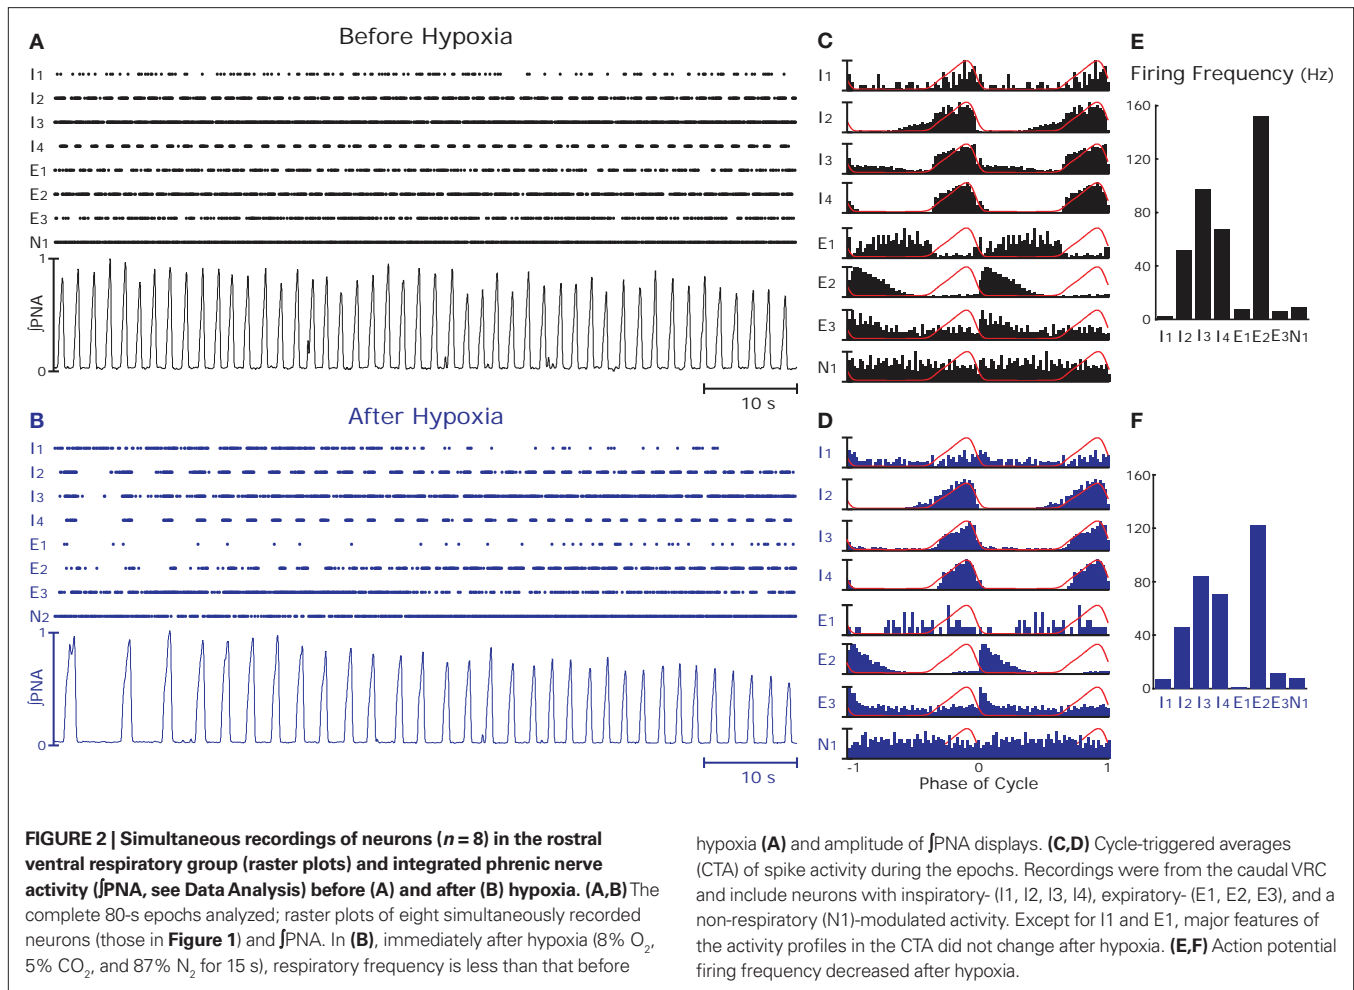 A
Before Hypoxia
I1
I2
I3
I4
E1
E2
E3
N1
1
∫PNA
0
10 s
B
After Hypoxia
I1
I2
I3
I4
E1
E2
E3
N2
1
∫PNA
0
10 s
C
I1
I2
I3
I4
E1
E2
E3
N1
D
I1
I2
I3
I4
E1
E2
E3
N1
-1 0 1
Phase of Cycle
E
Firing Frequency (Hz)
160
120
80
40
0
I1 I2 I3 I4 E1 E2 E3 N1
F
160
120
80
40
0
I1 I2 I3 I4 E1 E2 E3 N1
FIGURE 2 | Simultaneous recordings of neurons (n = 8) in the rostral
ventral respiratory group (raster plots) and integrated phrenic nerve
activity (∫PNA, see Data Analysis) before (A) and after (B) hypoxia. (A,B) The
complete 80-s epochs analyzed; raster plots of eight simultaneously recorded
neurons (those in Figure 1) and ∫PNA. In (B), immediately after hypoxia (8% O2,
5% CO2, and 87% N2 for 15 s), respiratory frequency is less than that before
hypoxia (A) and amplitude of ∫PNA displays. (C,D) Cycle-triggered averages
(CTA) of spike activity during the epochs. Recordings were from the caudal VRC
and include neurons with inspiratory- (I1, I2, I3, I4), expiratory- (E1, E2, E3), and a
non-respiratory (N1)-modulated activity. Except for I1 and E1, major features of
the activity profiles in the CTA did not change after hypoxia. (E,F) Action potential
firing frequency decreased after hypoxia.